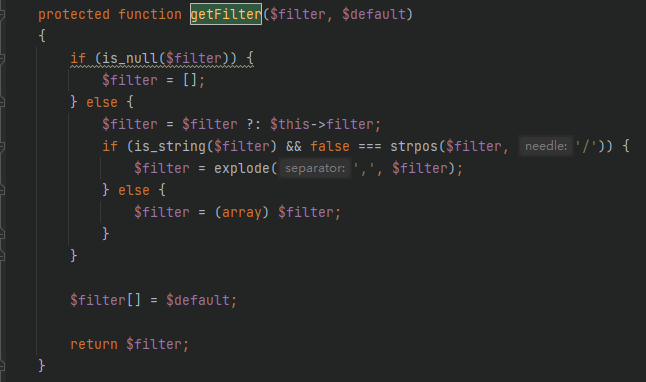 protected function getFilter($filter, $default)
{
if (is_null($filter)) {
$filter = [];
} else {
$filter = $filter ?: $this->filter;
if (is_string($filter) && false === strpos($filter, needle: '/')) {
$filter = explode( separator: ',', $filter);
} else {
$filter = (array) $filter;
}
}
$filter[] = $default;
return $filter;
}